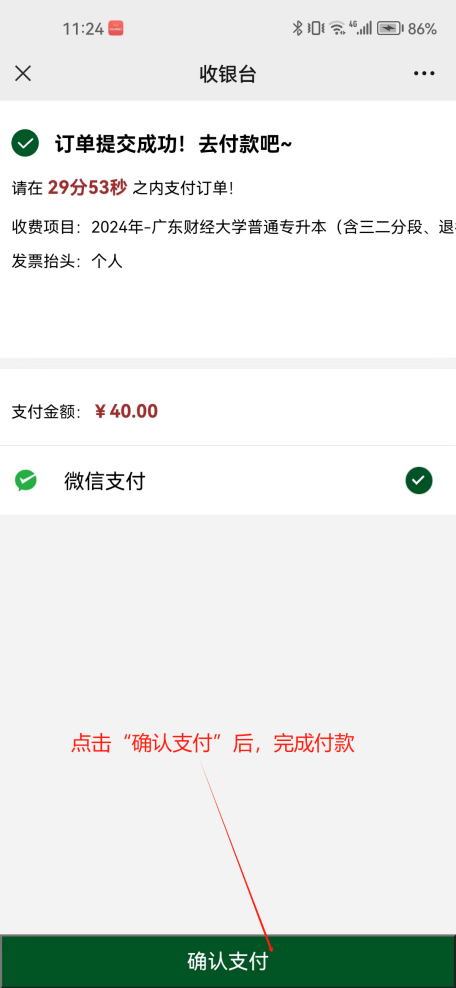 11:24
4G
86%
收银台
订单提交成功！去付款吧~
请在 29分53秒 之内支付订单！
收费项目：2024年-广东财经大学普通专升本（含三二分段、退
发票抬头：个人
支付金额：￥40.00
微信支付
点击“确认支付”后，完成付款
确认支付